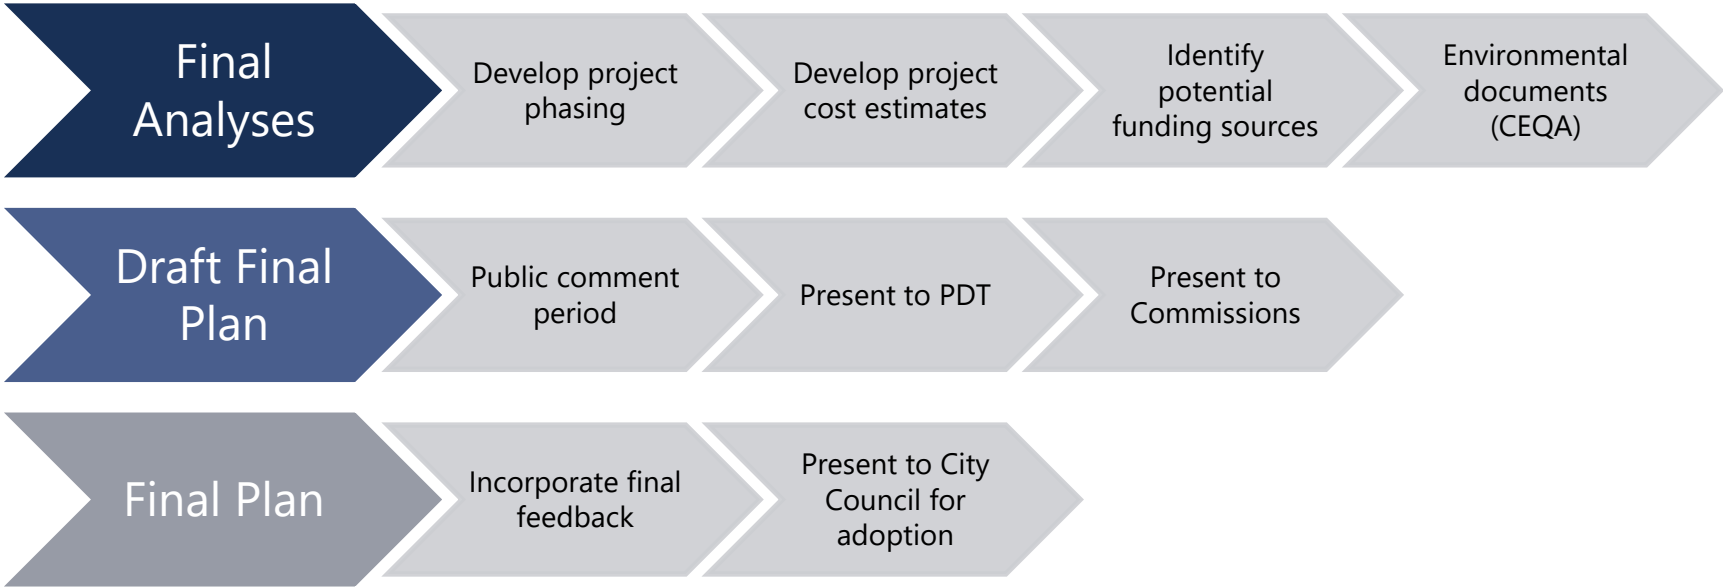 Final
Analyses
Develop project
phasing
Develop project
cost estimates
Identify
potential
funding sources
Environmental
documents
(CEQA)
Draft Final
Plan
Public comment
period
Present to PDT
Present to
Commissions
Final Plan
Incorporate final
feedback
Present to City
Council for
adoption